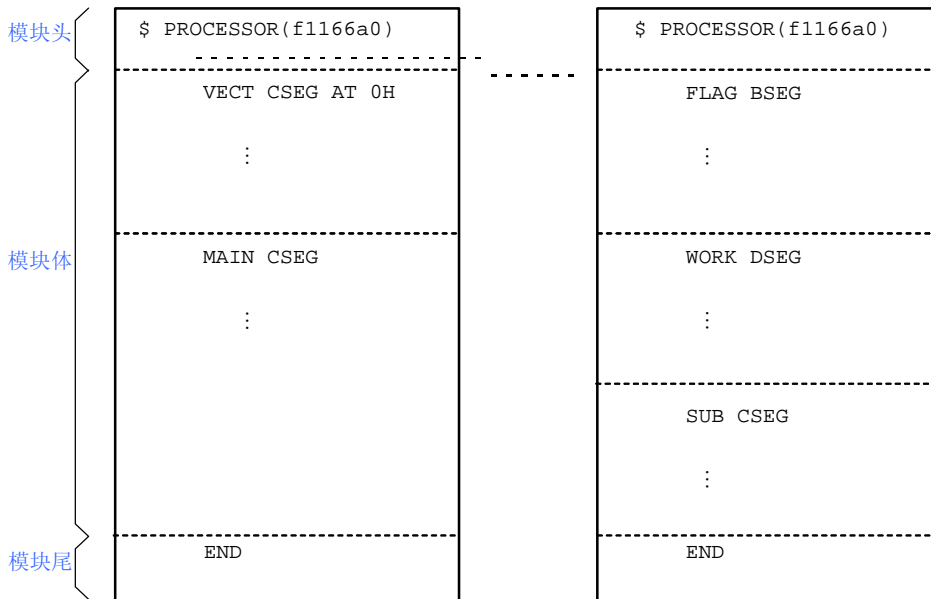 模块头
$ PROCESSOR(f1166a0)
VECT CSEG AT 0H
⋮
模块体
MAIN CSEG
⋮
模块尾
END
$ PROCESSOR(f1166a0)
FLAG BSEG
⋮
WORK DSEG
⋮
SUB CSEG
⋮
END